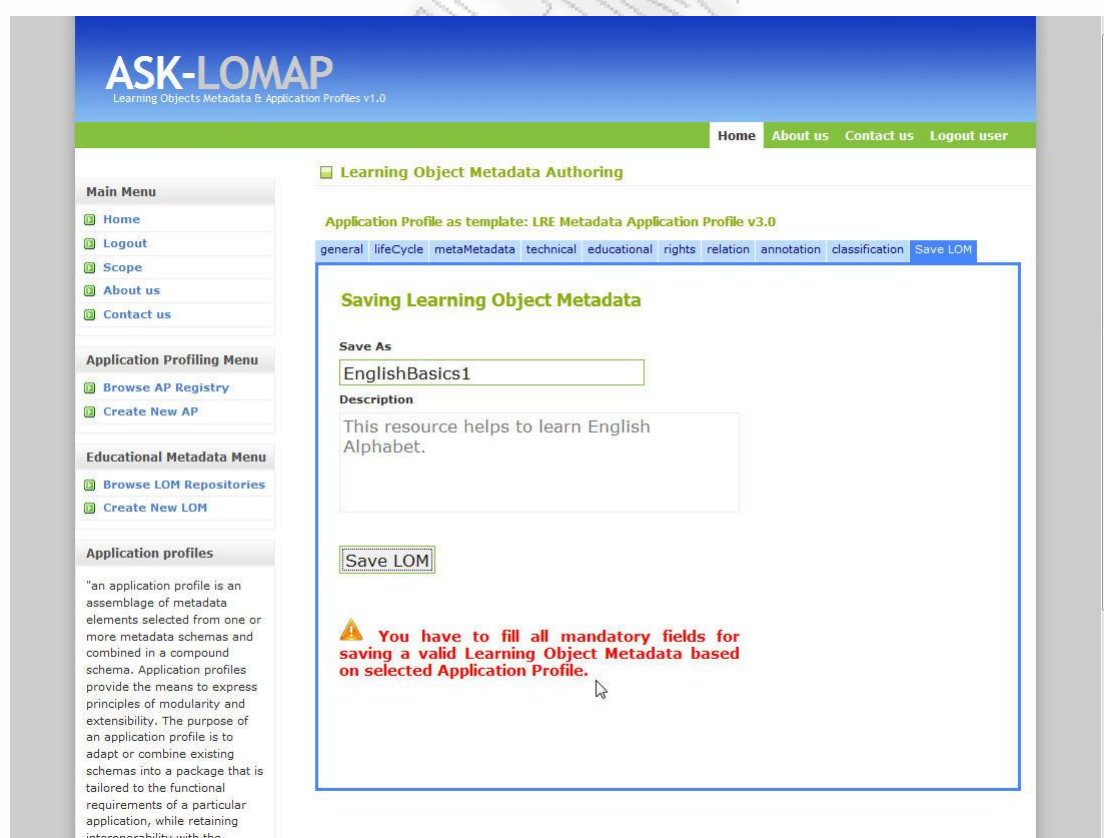 ASK-LOMAP
Learning Objects Metadata & Application Profiles v1.0
Home About us Contact us Logout user
Main Menu
Home
Logout
Scope
About us
Contact us
Application Profiling Menu
Browse AP Registry
Create New AP
Educational Metadata Menu
Browse LOM Repositories
Create New LOM
Application profiles
"an application profile is an
assemblage of metadata
elements selected from one or
more metadata schemas and
combined in a compound
schema. Application profiles
provide the means to express
principles of modularity and
extensibility. The purpose of
an application profile is to
adapt or combine existing
schemas into a package that is
tailored to the functional
requirements of a particular
application, while retaining
interoperability with the
Learning Object Metadata Authoring
Application Profile as template: LRE Metadata Application Profile v3.0
general lifeCycle metaMetadata technical educational rights relation annotation classification Save LOM
Saving Learning Object Metadata
Save As
EnglishBasics1
Description
This resource helps to learn English
Alphabet.
Save LOM
You have to fill all mandatory fields for
saving a valid Learning Object Metadata based
on selected Application Profile.